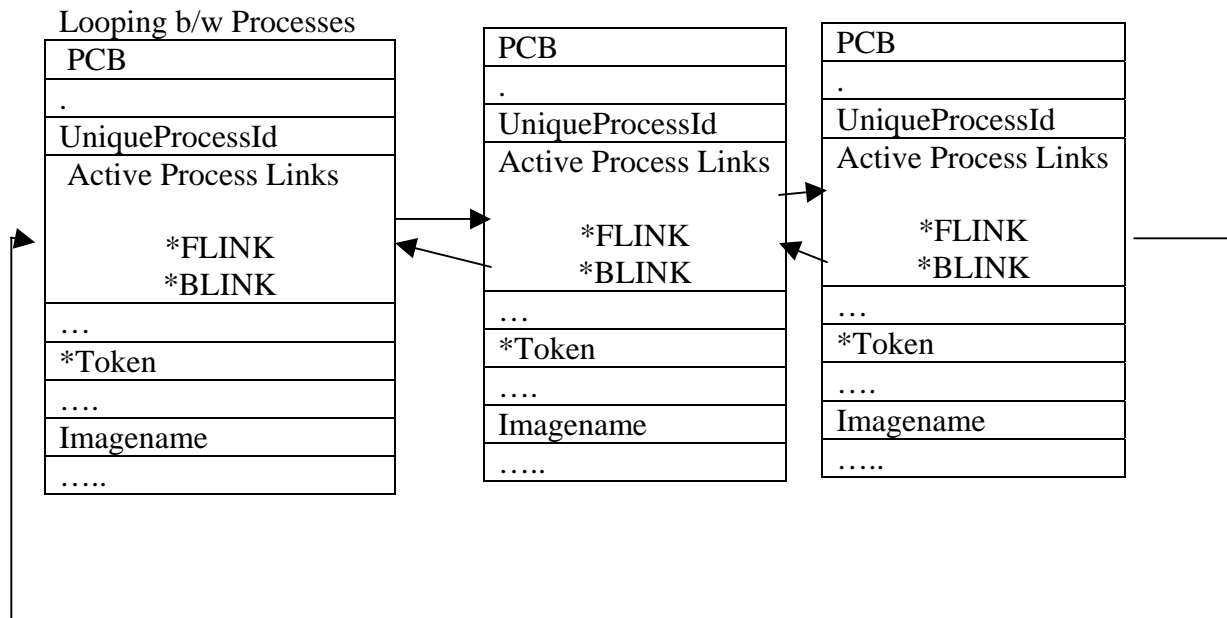 Looping b/w Processes
PCB
.
UniqueProcessId
Active Process Links
*FLINK
*BLINK
…
*Token
….
Imagename
…..
PCB
.
UniqueProcessId
Active Process Links
*FLINK
*BLINK
…
*Token
….
Imagename
…..
PCB
.
UniqueProcessId
Active Process Links
*FLINK
*BLINK
…
*Token
….
Imagename
…..